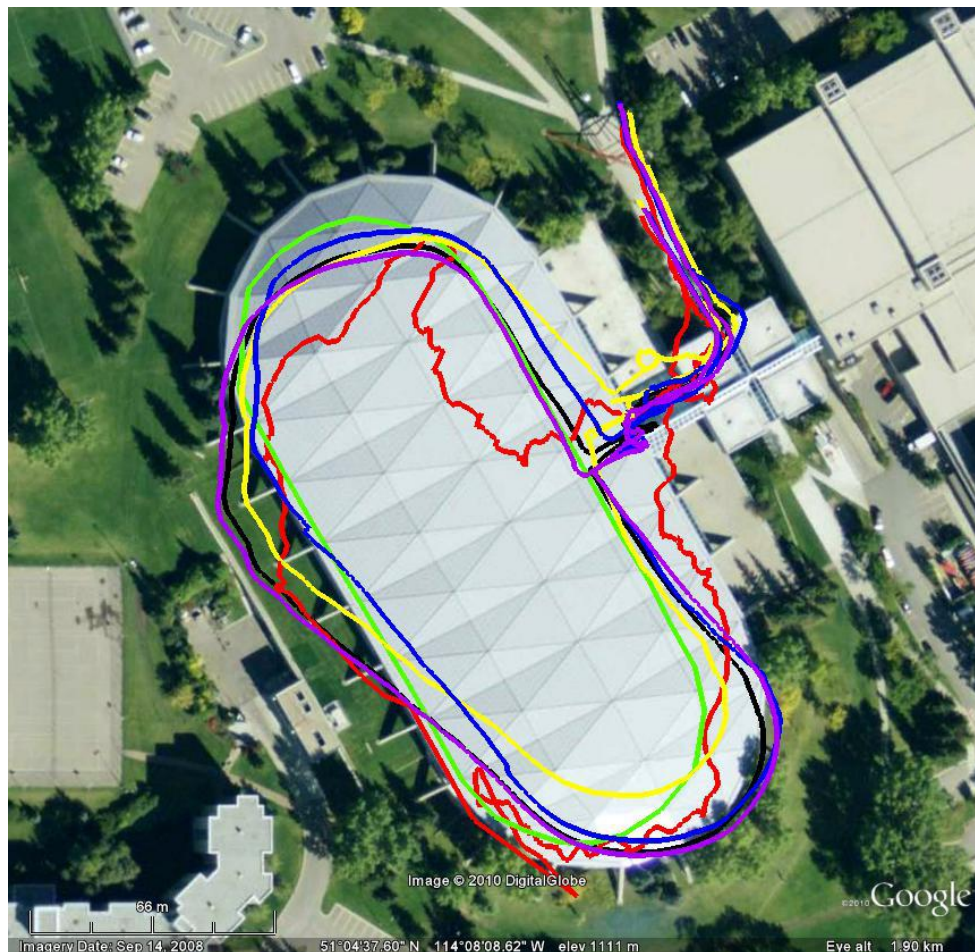 Image © 2010 DigitalGlobe
©2010 Google
66 m
Imagery Date: Sep 14, 2008 51°04'37.60" N 114°08'08.62" W elev 1111 m Eye alt 1.90 km